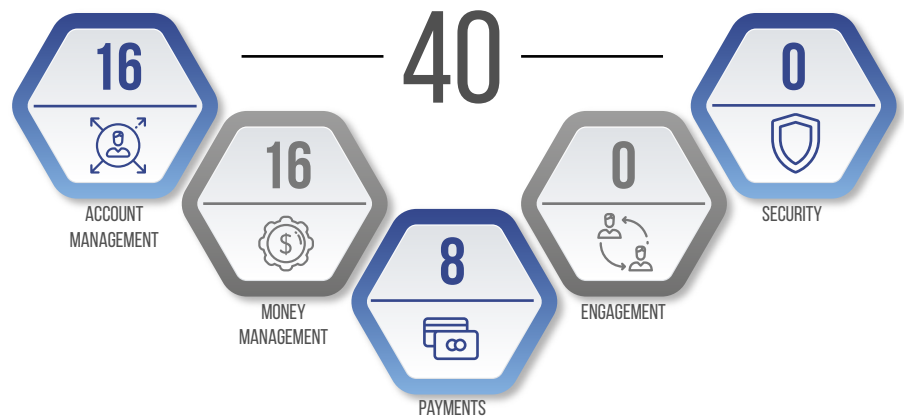 40
16
ACCOUNT
MANAGEMENT
16
$
MONEY
MANAGEMENT
8
PAYMENTS
0
ENGAGEMENT
0
SECURITY